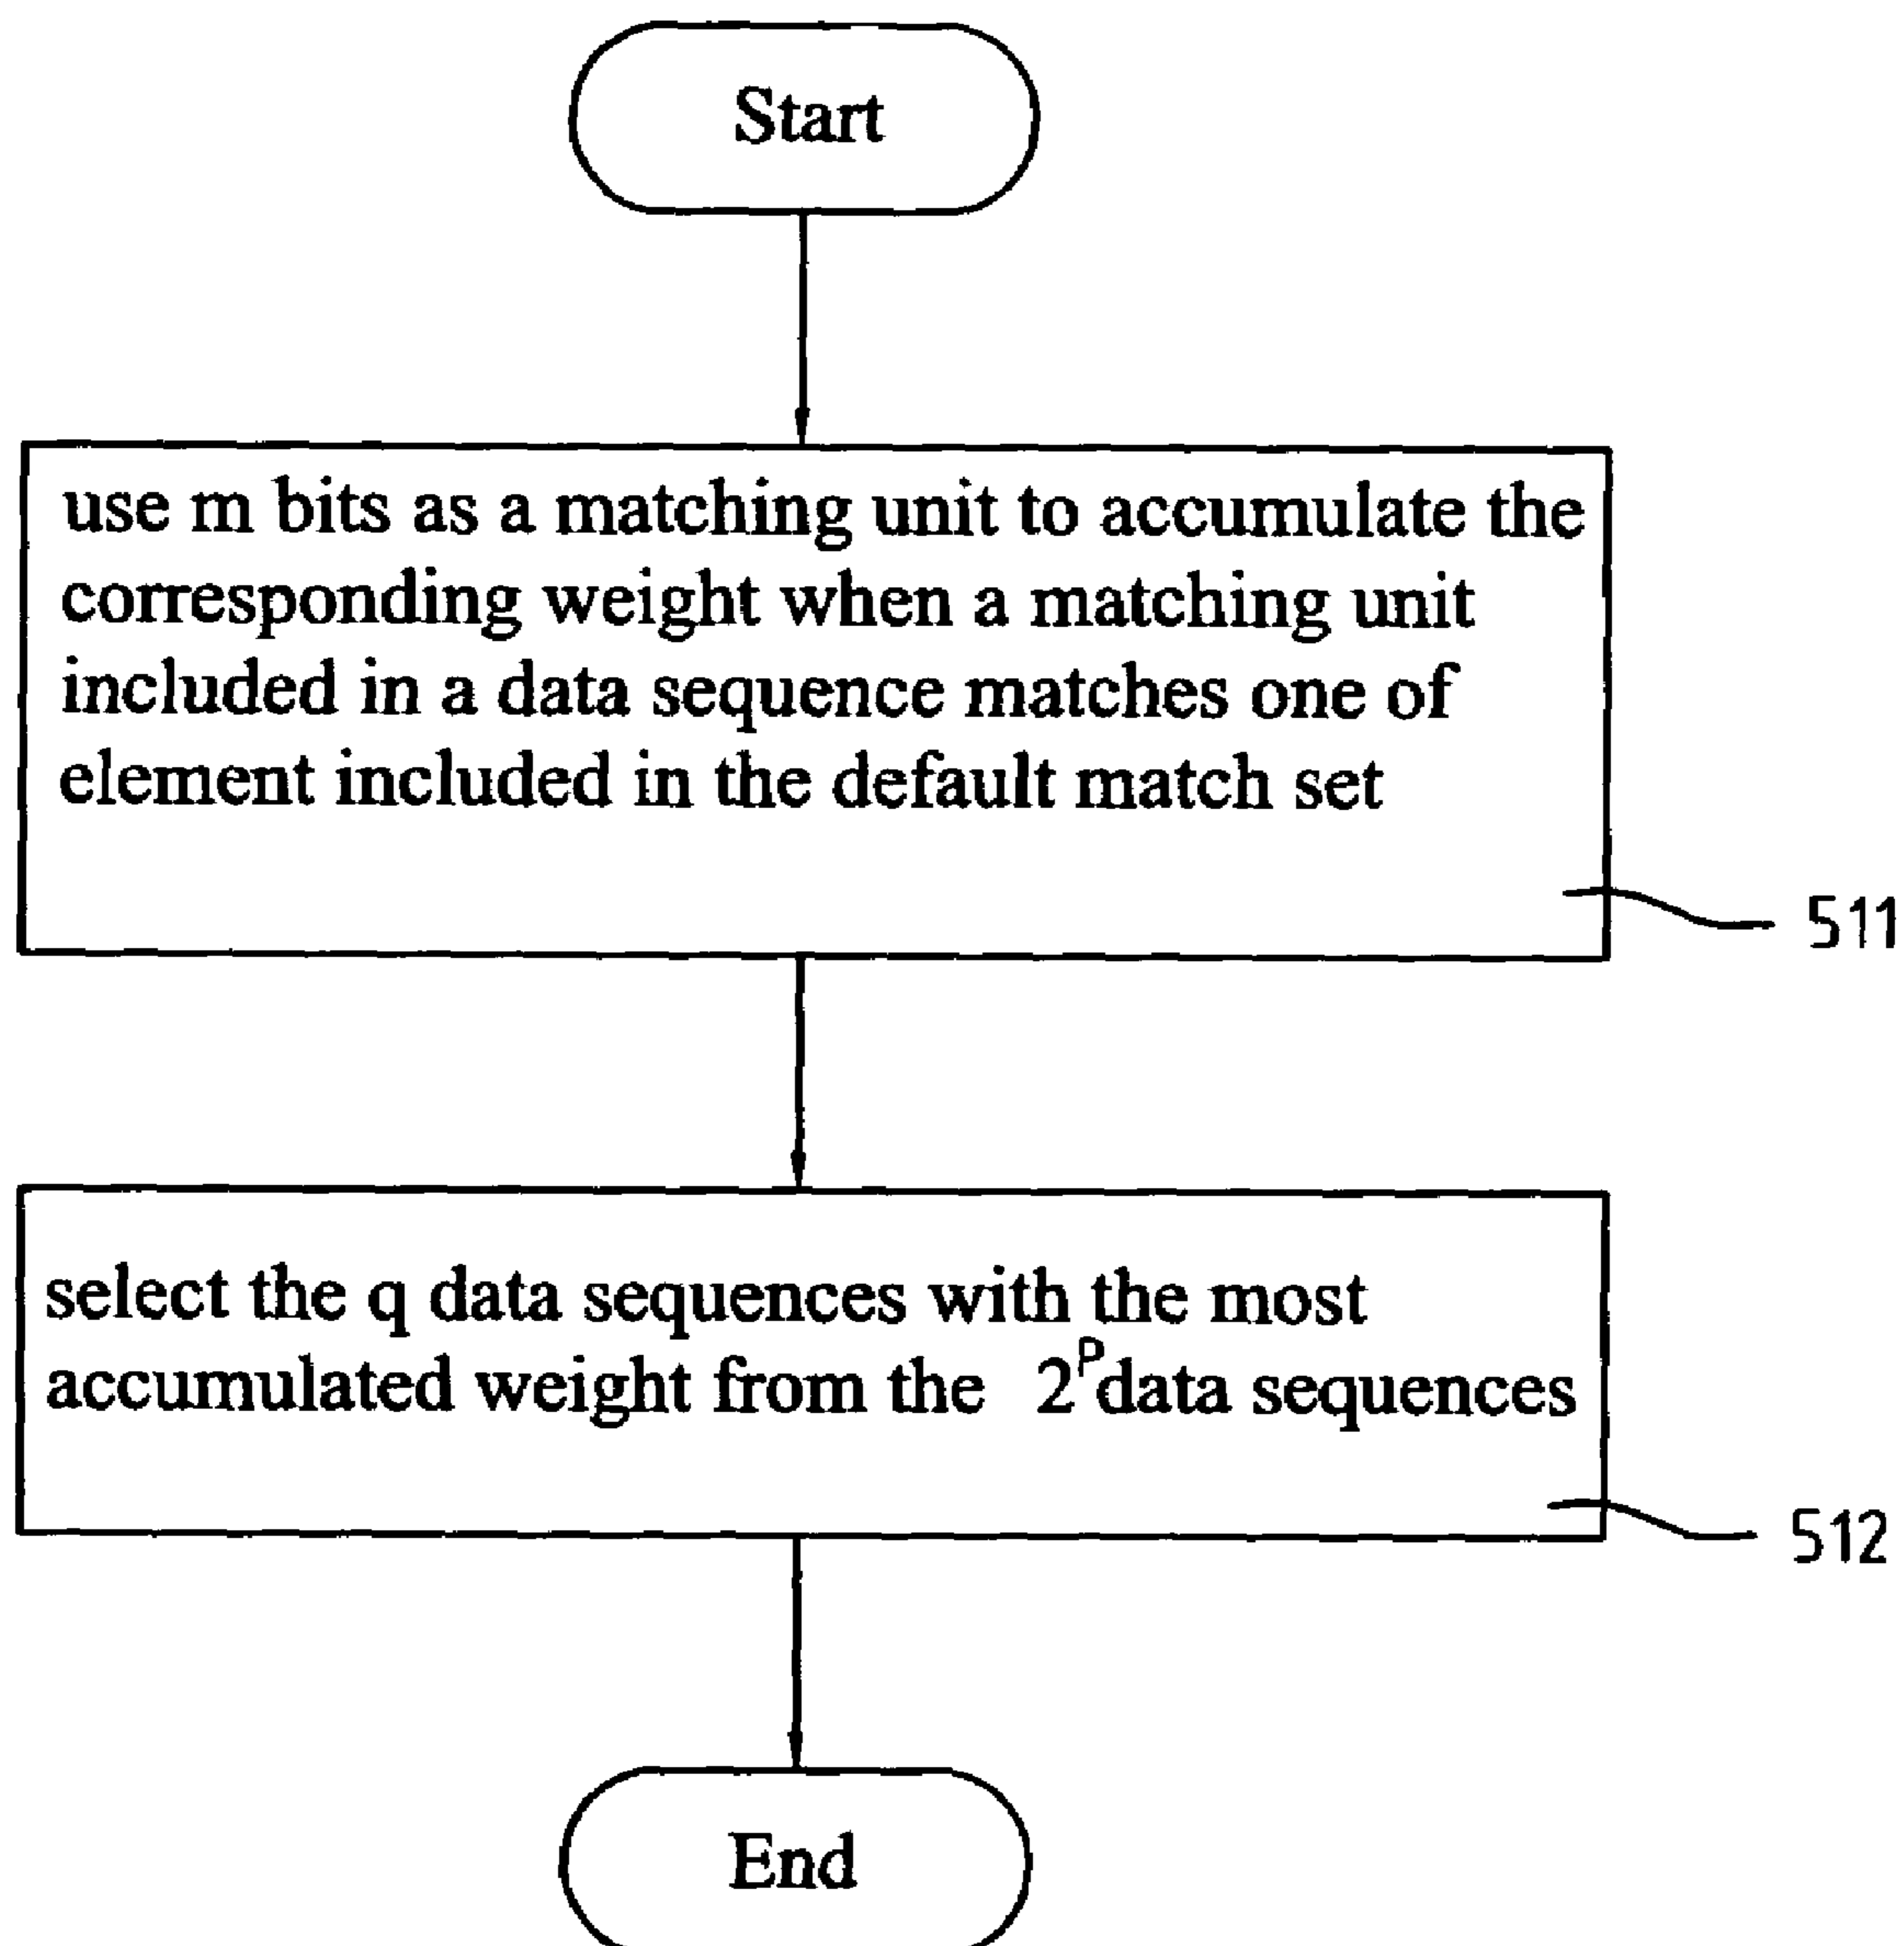 Start
use m bits as a matching unit to accumulate the
corresponding weight when a matching unit
included in a data sequence matches one of
element included in the default match set
511
select the q data sequences with the most
accumulated weight from the 2^P data sequences
512
End